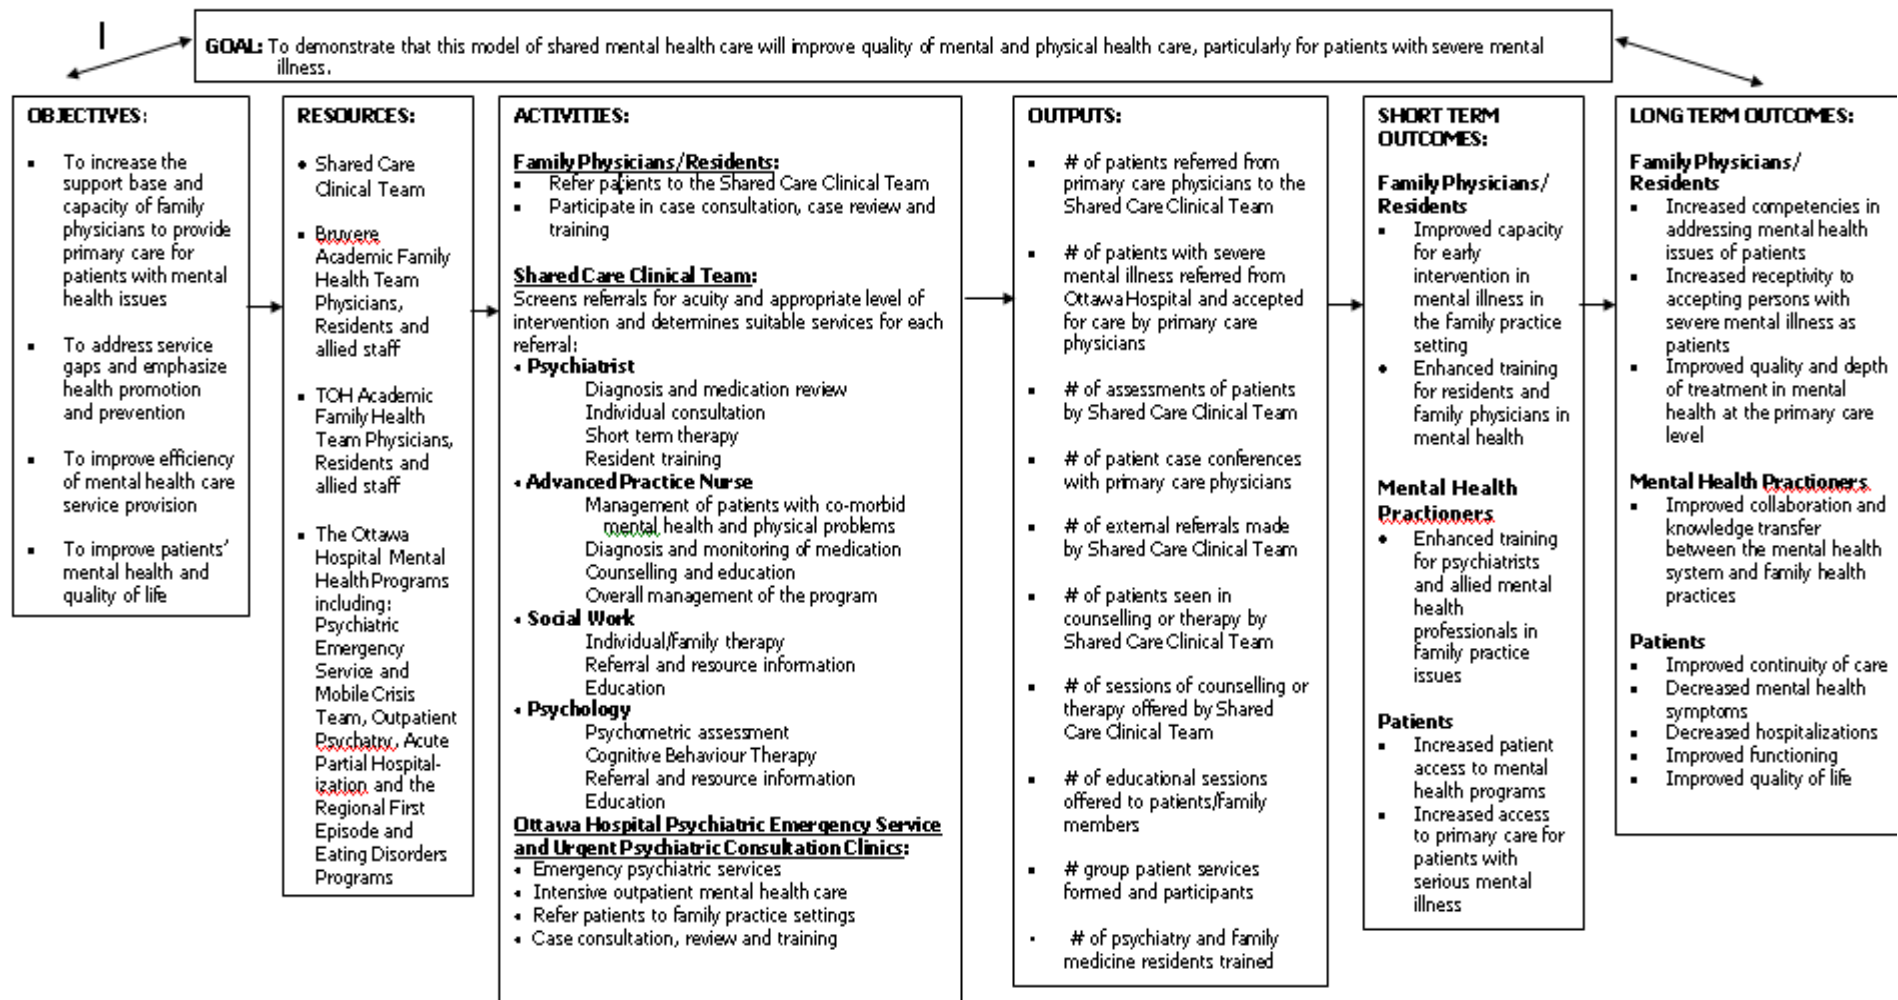 GOAL: To demonstrate that this model of shared mental health care will improve quality of mental and physical health care, particularly for patients with severe mental
illness.
OBJECTIVES:
▪ To increase the
support base and
capacity of family
physicians to provide
primary care for
patients with mental
health issues
▪ To address service
gaps and emphasize
health promotion
and prevention
▪ To improve efficiency
of mental health care
service provision
▪ To improve patients’
mental health and
quality of life
RESOURCES:
• Shared Care
Clinical Team
▪ Bruyere
Academic Family
Health Team
Physicians,
Residents and
allied staff
▪ TOH Academic
Family Health
Team Physicians,
Residents and
allied staff
▪ The Ottawa
Hospital Mental
Health Programs
including:
Psychiatric
Emergency
Service and
Mobile Crisis
Team, Outpatient
Psychatry, Acute
Partial Hospital-
ization and the
Regional First
Episode and
Eating Disorders
Programs
ACTIVITIES:
Family Physicians/Residents:
▪ Refer patients to the Shared Care Clinical Team
▪ Participate in case consultation, case review and
training
Shared Care Clinical Team:
Screens referrals for acuity and appropriate level of
intervention and determines suitable services for each
referral:
• Psychiatrist
Diagnosis and medication review
Individual consultation
Short term therapy
Resident training
• Advanced Practice Nurse
Management of patients with co-morbid
mental health and physical problems
Diagnosis and monitoring of medication
Counselling and education
Overall management of the program
• Social Work
Individual/family therapy
Referral and resource information
Education
• Psychology
Psychometric assessment
Cognitive Behaviour Therapy
Referral and resource information
Education
Ottawa Hospital Psychiatric Emergency Service
and Urgent Psychiatric Consultation Clinics:
• Emergency psychiatric services
• Intensive outpatient mental health care
• Refer patients to family practice settings
• Case consultation, review and training
OUTPUTS:
▪ # of patients referred from
primary care physicians to the
Shared Care Clinical Team
▪ # of patients with severe
mental illness referred from
Ottawa Hospital and accepted
for care by primary care
physicians
▪ # of assessments of patients
by Shared Care Clinical Team
▪ # of patient case conferences
with primary care physicians
▪ # of external referrals made
by Shared Care Clinical Team
▪ # of patients seen in
counselling or therapy by
Shared Care Clinical Team
▪ # of sessions of counselling or
therapy offered by Shared
Care Clinical Team
▪ # of educational sessions
offered to patients/family
members
▪ # group patient services
formed and participants
▪ # of psychiatry and family
medicine residents trained
SHORT TERM
OUTCOMES:
Family Physicians/
Residents
▪ Improved capacity
for early
intervention in
mental illness in
the family practice
setting
• Enhanced training
for residents and
family physicians in
mental health
Mental Health
Practioners
• Enhanced training
for psychiatrists
and allied mental
health
professionals in
family practice
issues
Patients
▪ Increased patient
access to mental
health programs
• Increased access
to primary care for
patients with
serious mental
illness
LONG TERM OUTCOMES:
Family Physicians/
Residents
▪ Increased competencies in
addressing mental health
issues of patients
▪ Increased receptivity to
accepting persons with
severe mental illness as
patients
▪ Improved quality and depth
of treatment in mental
health at the primary care
level
Mental Health Practioners
▪ Improved collaboration and
knowledge transfer
between the mental health
system and family health
practices
Patients
▪ Improved continuity of care
▪ Decreased mental health
symptoms
▪ Decreased hospitalizations
▪ Improved functioning
▪ Improved quality of life